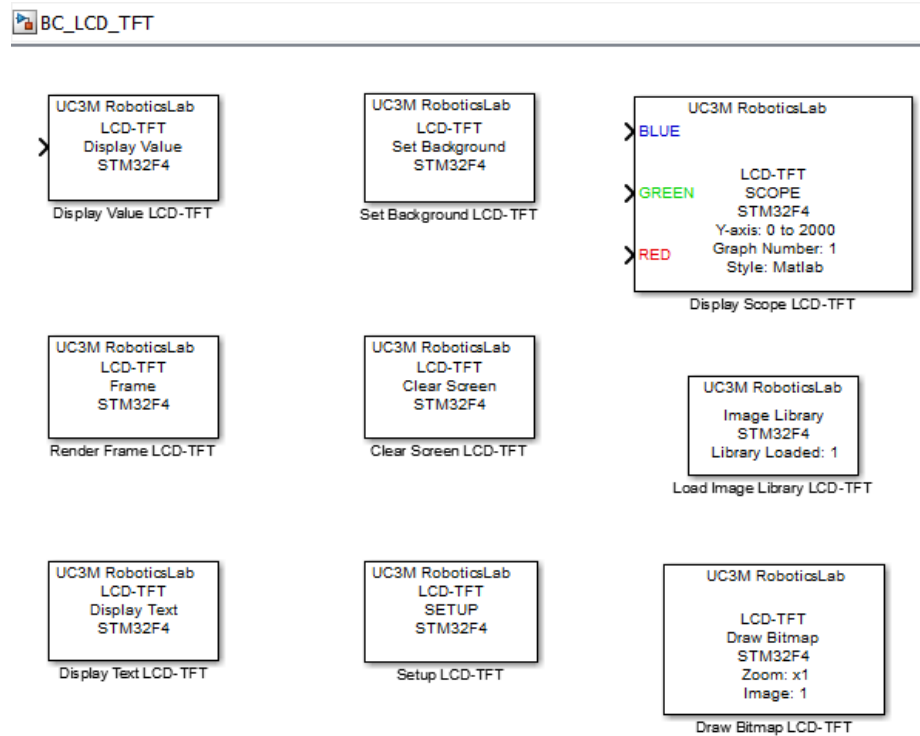 BC_LCD_TFT
UC3M RoboticsLab
LCD-TFT
Display Value
STM32F4
Display Value LCD-TFT
UC3M RoboticsLab
LCD-TFT
Set Background
STM32F4
Set Background LCD-TFT
UC3M RoboticsLab
BLUE
GREEN
RED
LCD-TFT
SCOPE
STM32F4
Y-axis: 0 to 2000
Graph Number: 1
Style: Matlab
Display Scope LCD-TFT
UC3M RoboticsLab
LCD-TFT
Frame
STM32F4
Render Frame LCD-TFT
UC3M RoboticsLab
LCD-TFT
Clear Screen
STM32F4
Clear Screen LCD-TFT
UC3M RoboticsLab
Image Library
STM32F4
Library Loaded: 1
Load Image Library LCD-TFT
UC3M RoboticsLab
LCD-TFT
Display Text
STM32F4
Display Text LCD-TFT
UC3M RoboticsLab
LCD-TFT
SETUP
STM32F4
Setup LCD-TFT
UC3M RoboticsLab
LCD-TFT
Draw Bitmap
STM32F4
Zoom: x1
Image: 1
Draw Bitmap LCD-TFT